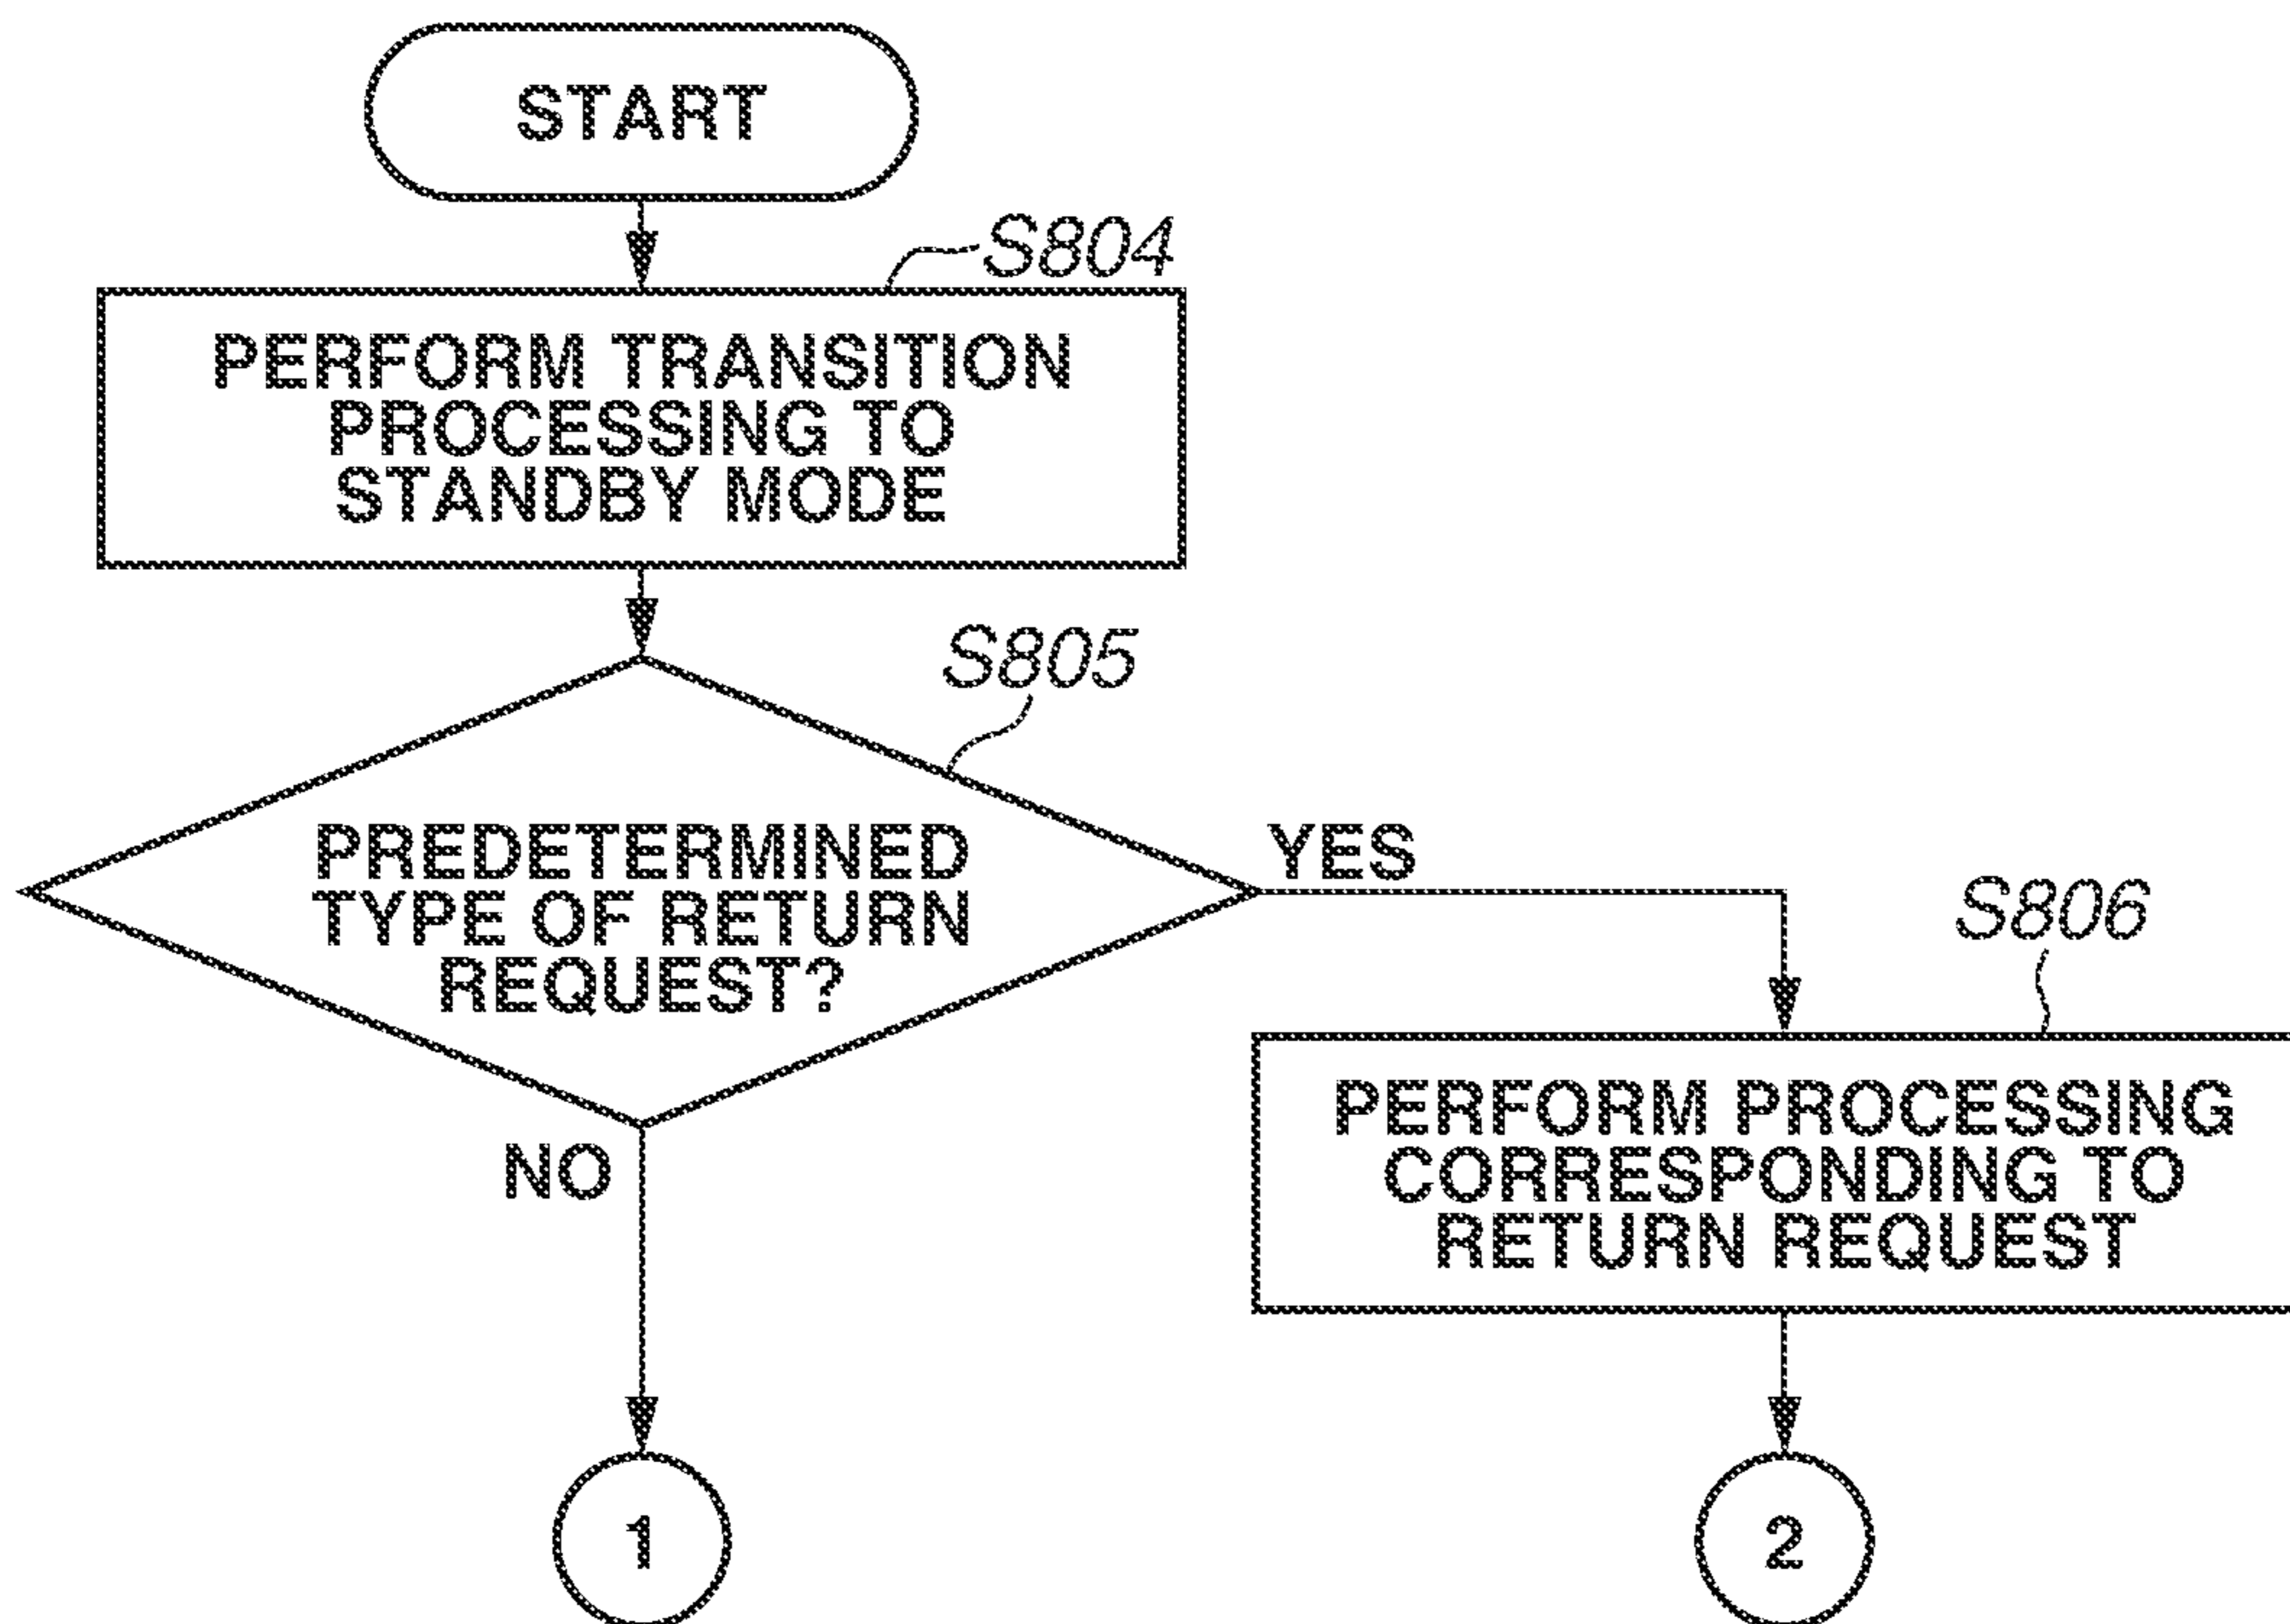 START
S804
PERFORM TRANSITION
PROCESSING TO
STANDBY MODE
S805
PREDETERMINED
TYPE OF RETURN
REQUEST?
YES
NO
S806
PERFORM PROCESSING
CORRESPONDING TO
RETURN REQUEST
1
2